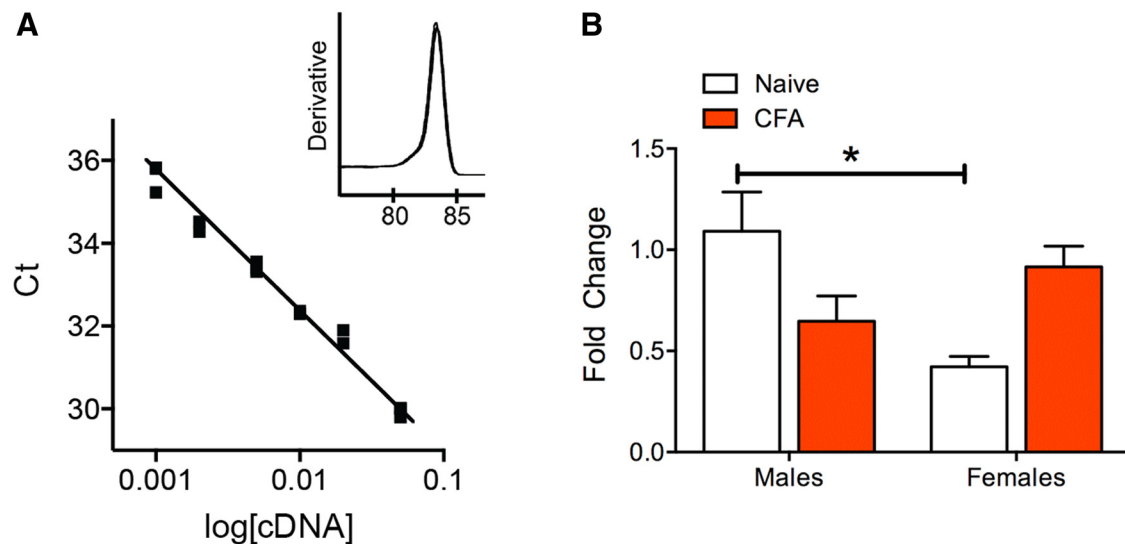 A
Derivative
80 85
36
34
32
30
Ct
0.001 0.01 0.1
log[cDNA]
B
Naive
CFA
*
1.5
1.0
0.5
0.0
Fold Change
Males Females